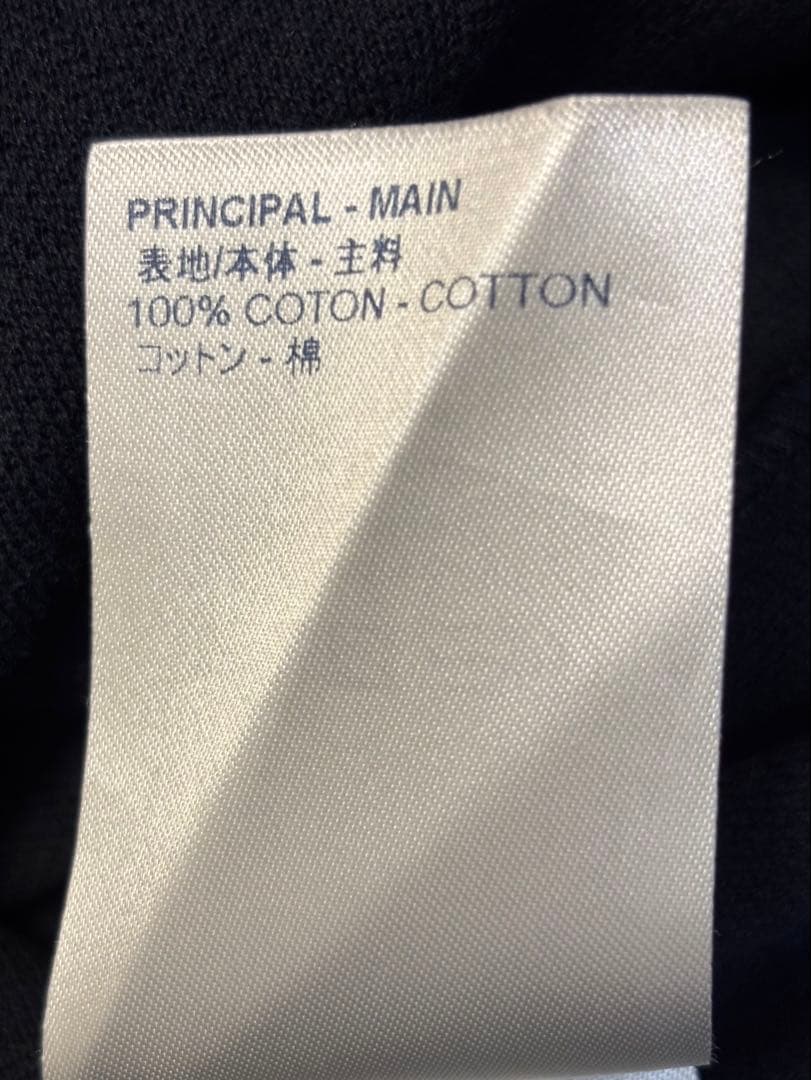 PRINCIPAL - MAIN
表地/本体 - 主料
100% COTON - COTTON
コットン - 棉